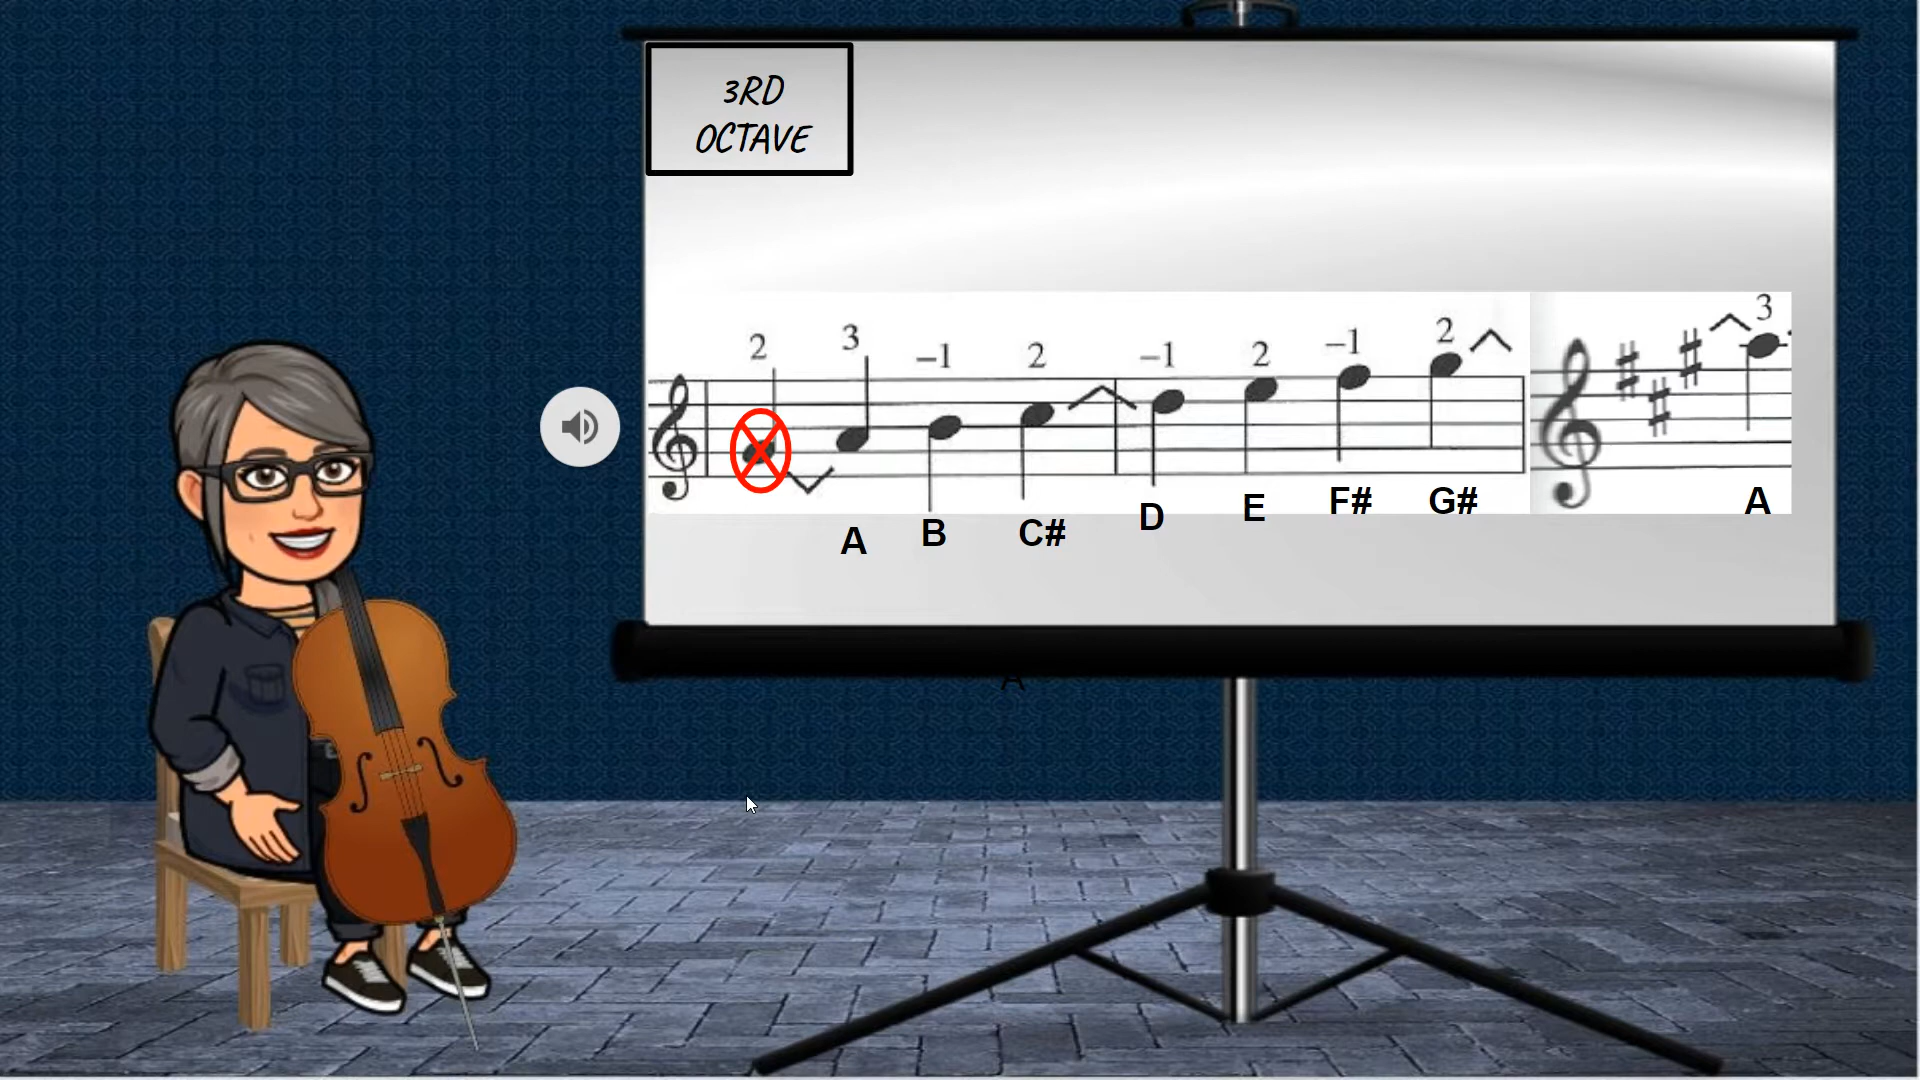 3RD
OCTAVE
2 3 –1 2 –1 2 –1 2 3
A B C# D E F# G# A
A